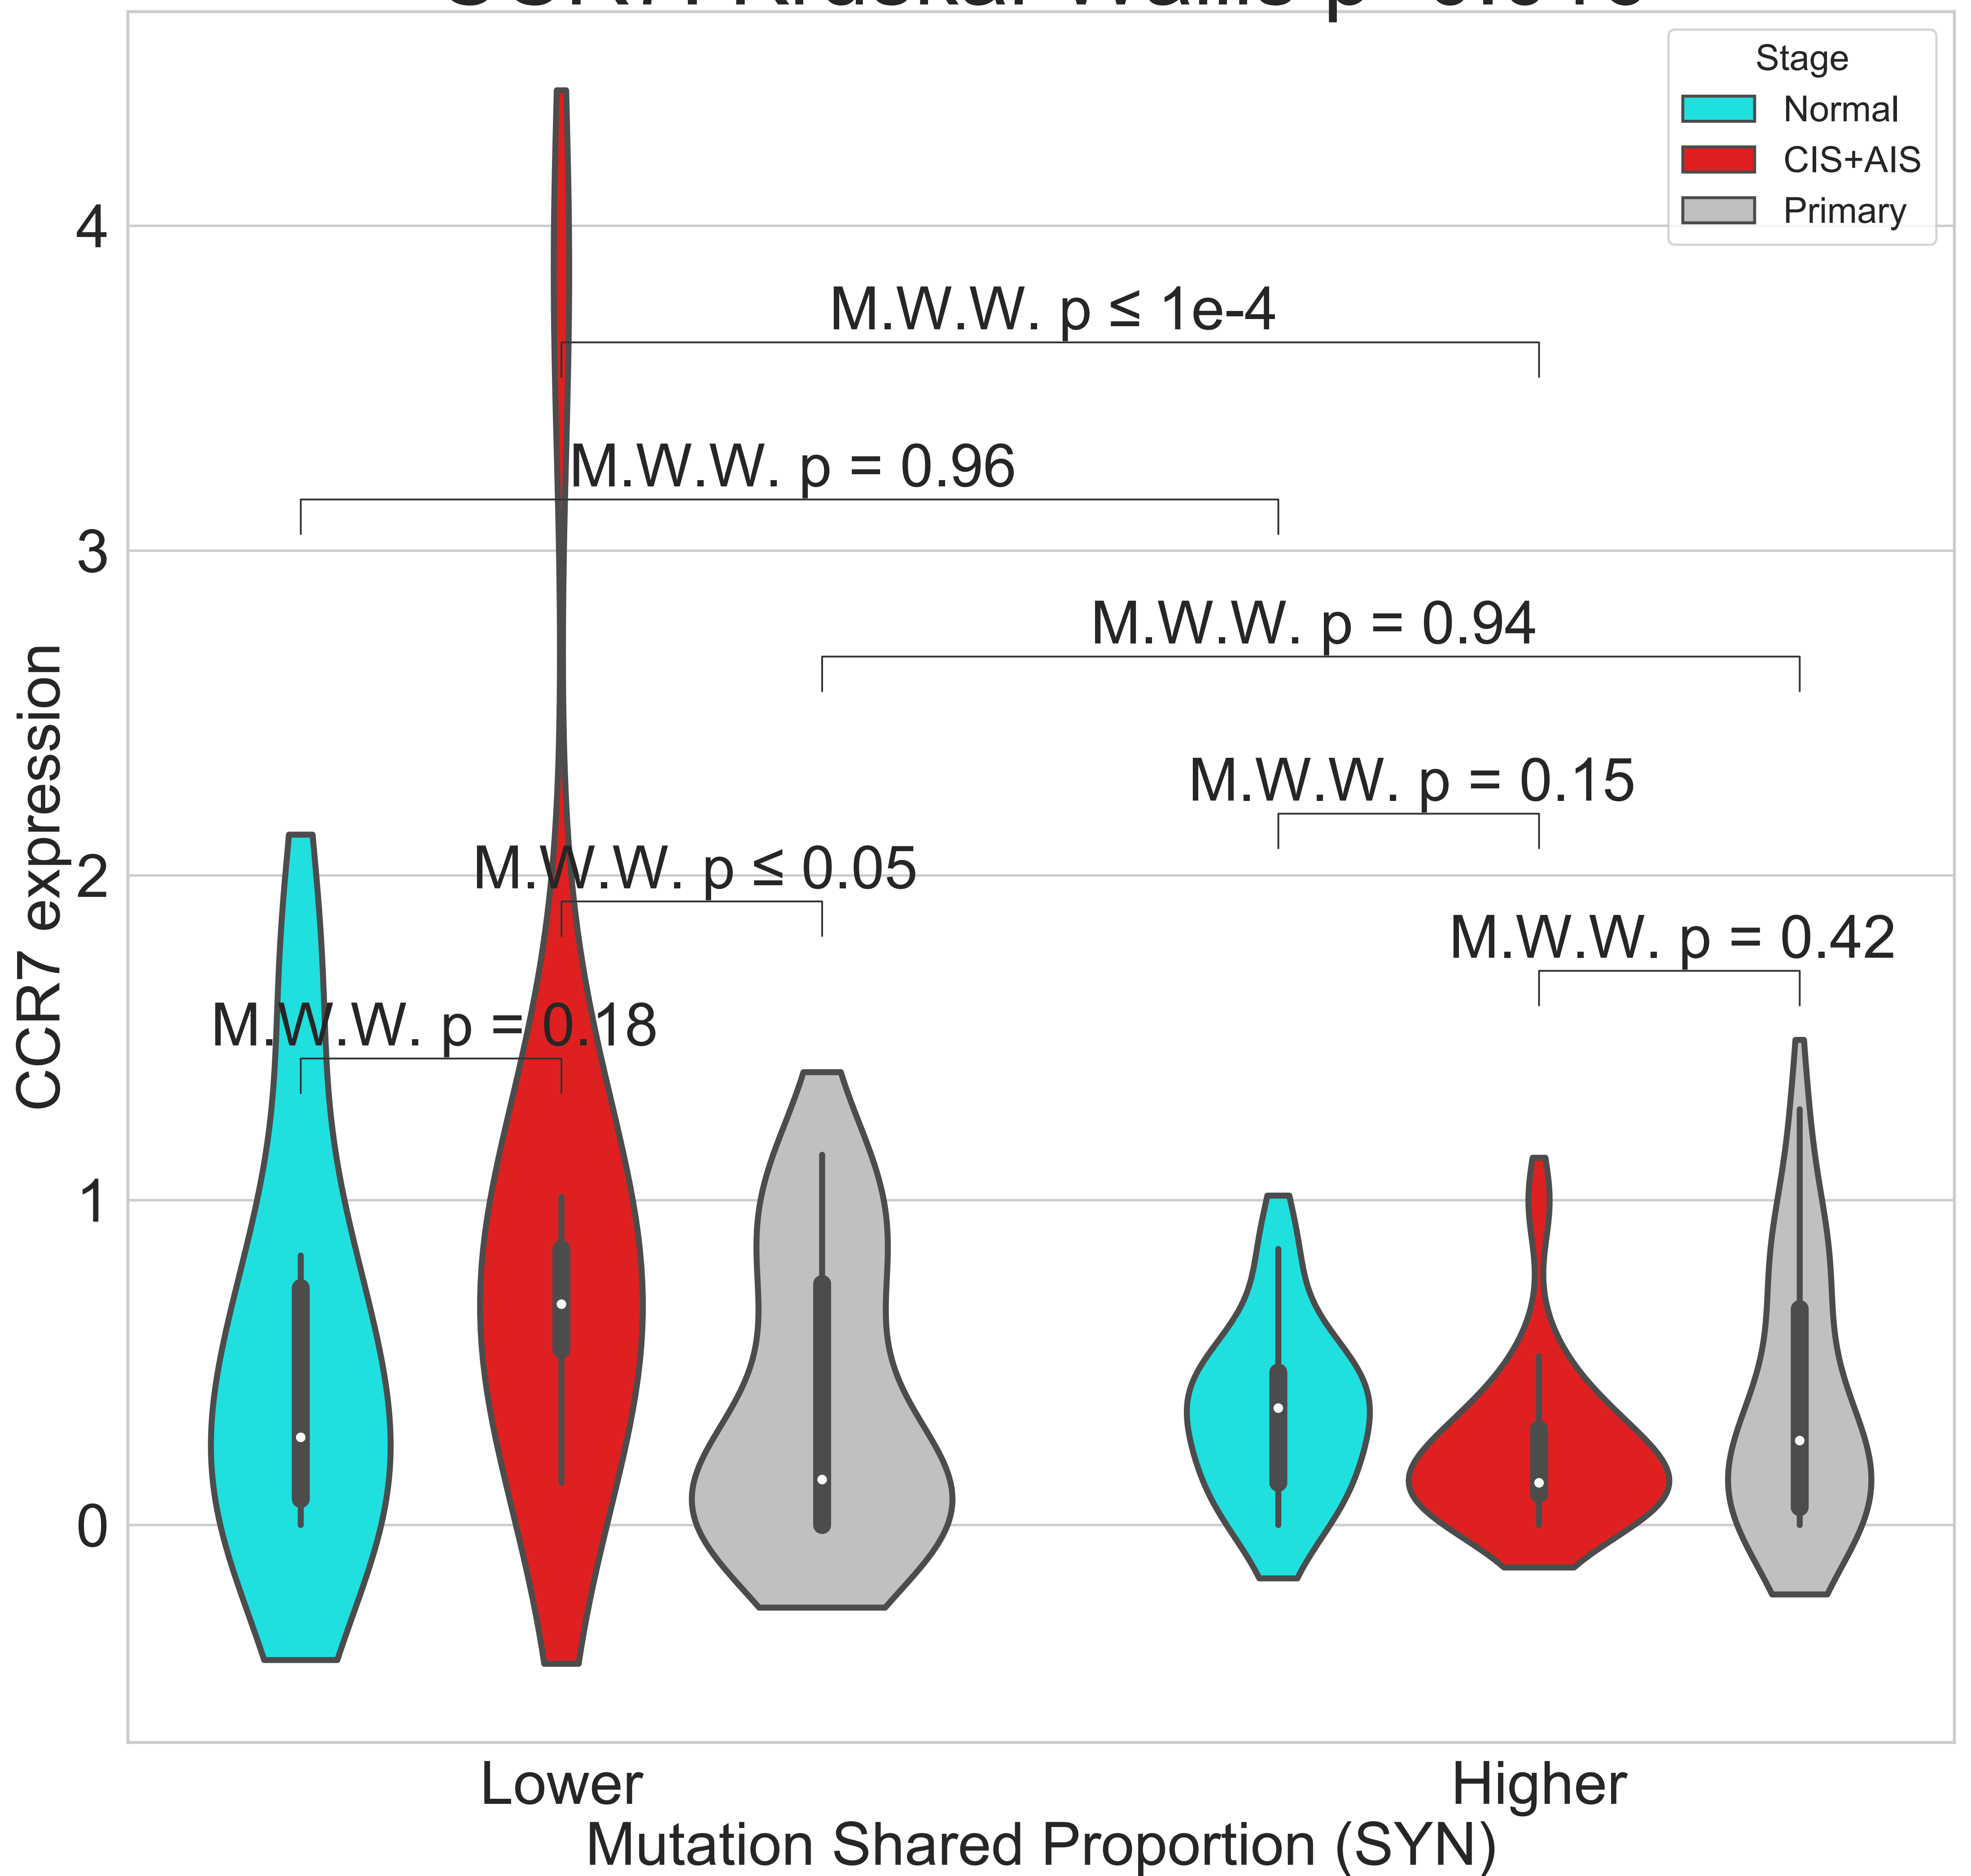 Stage
Normal
CIS+AIS
Primary
4
M.W.W. p ≤ 1e-4
M.W.W. p = 0.96
3
M.W.W. p = 0.94
M.W.W. p = 0.15
CCR7 expression
2
M.W.W. p ≤ 0.05
M.W.W. p = 0.42
M.W.W. p = 0.18
1
0
Lower
Higher
Mutation Shared Proportion (SYN)